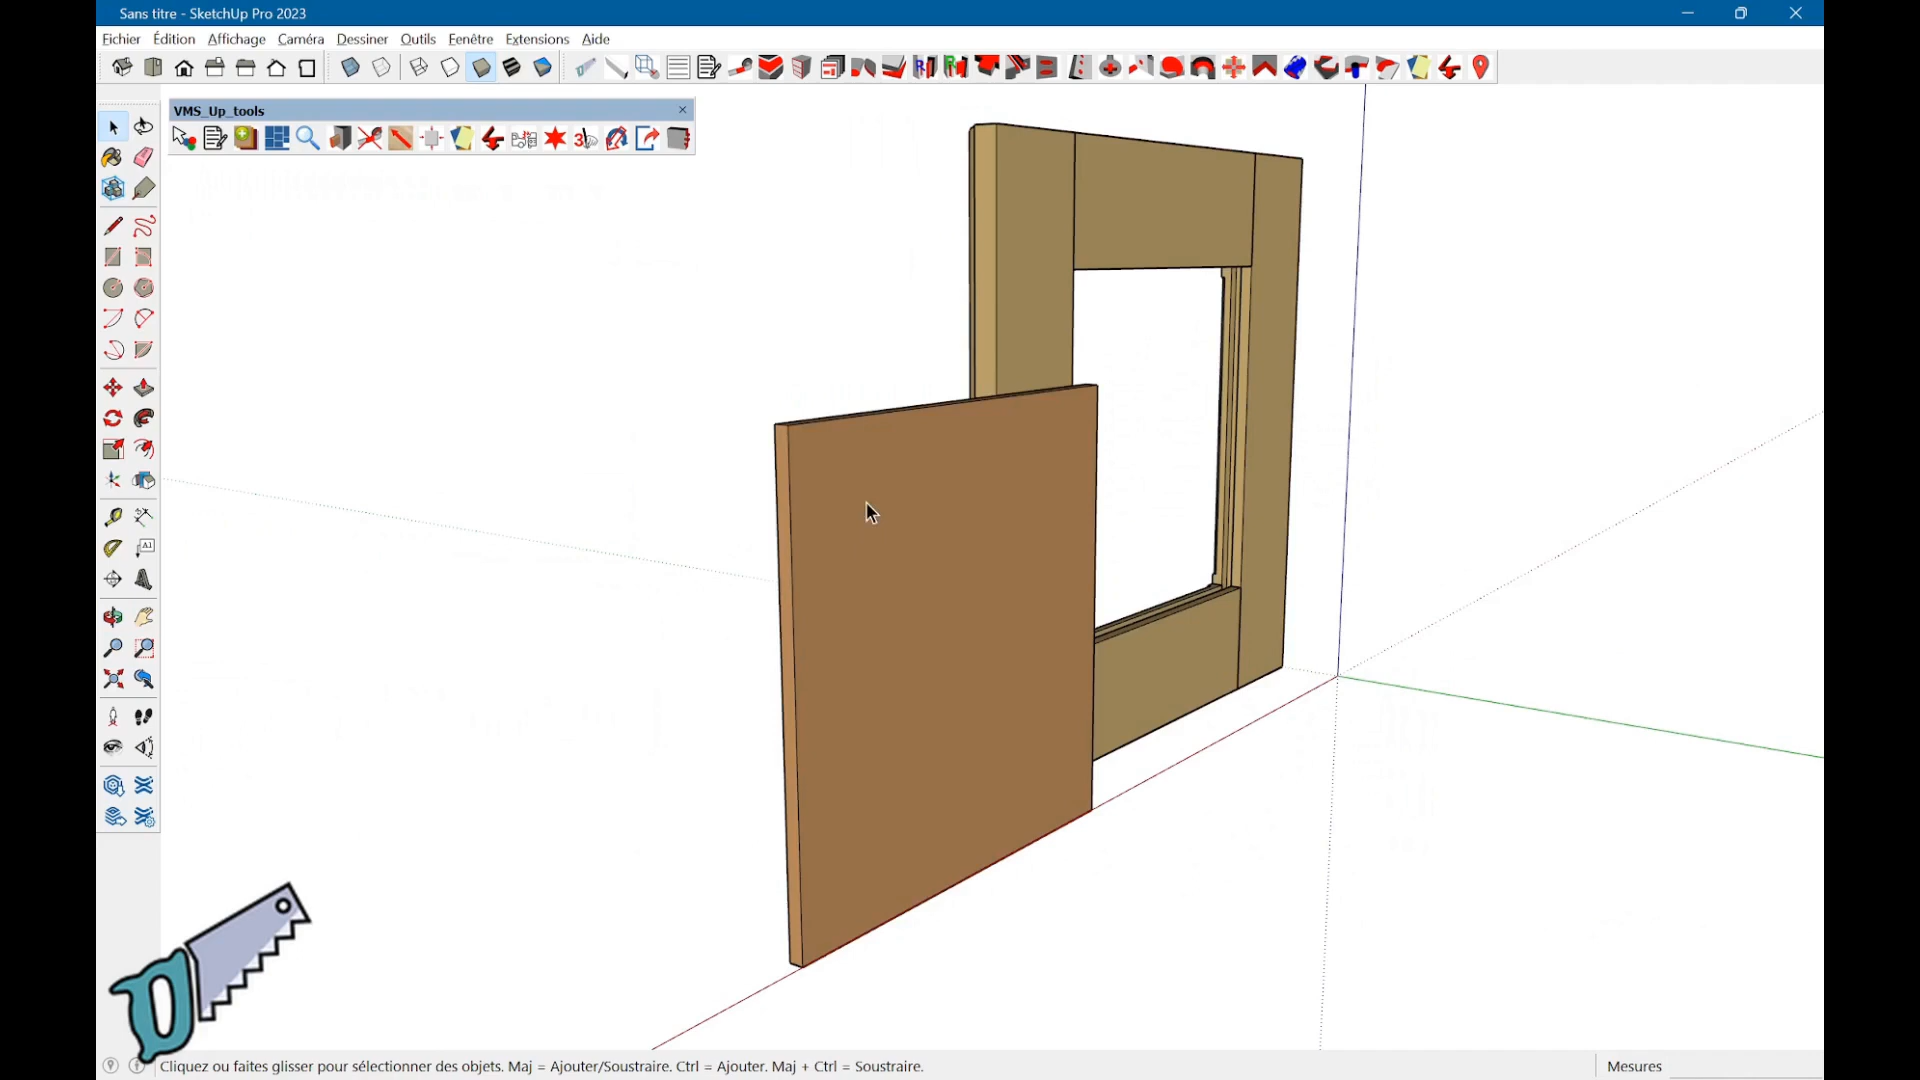 Sans titre - SketchUp Pro 2023
Fichier Édition Affichage Caméra Dessiner Outils Fenêtre Extensions Aide
VMS_Up_tools
Cliquez ou faites glisser pour sélectionner des objets. Maj = Ajouter/Soustraire. Ctrl = Ajouter. Maj + Ctrl = Soustraire.
Mesures